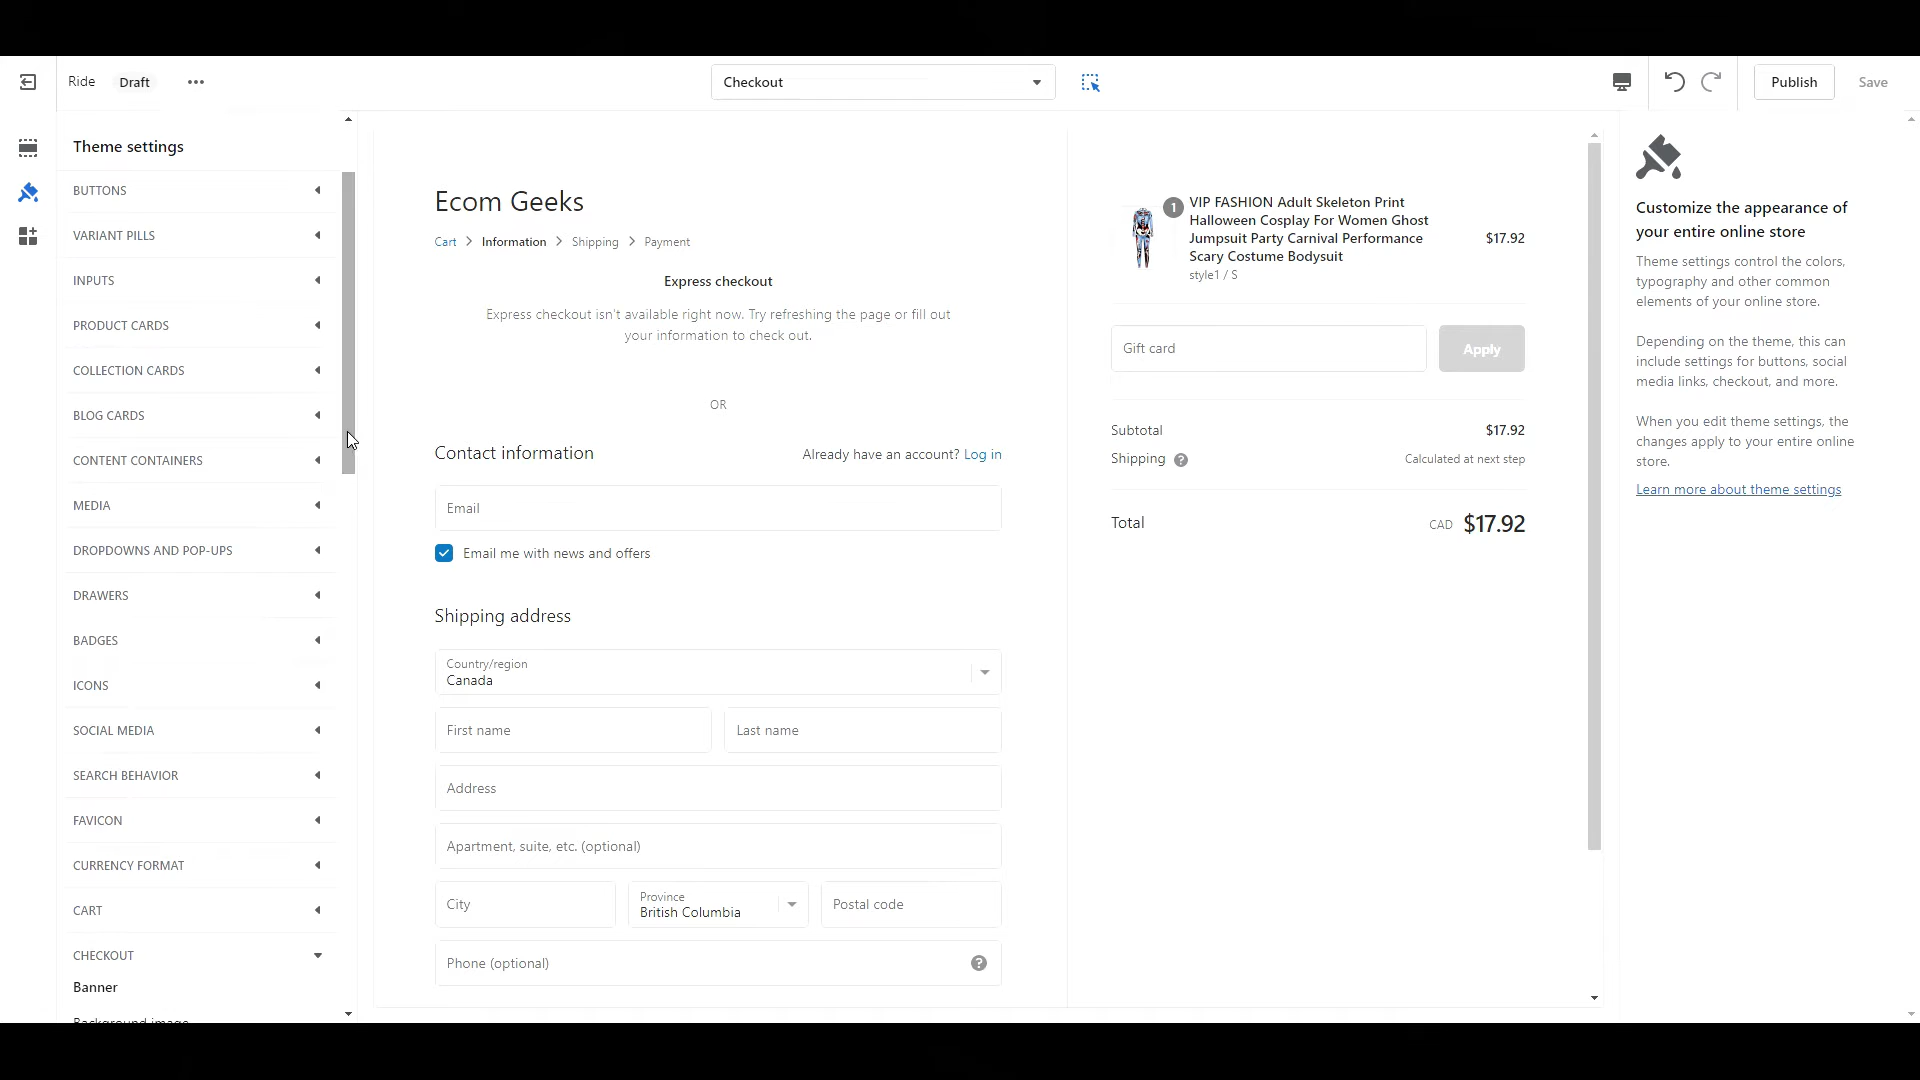 Ride Draft
Checkout
Publish Save
Theme settings
BUTTONS
VARIANT PILLS
INPUTS
PRODUCT CARDS
COLLECTION CARDS
BLOG CARDS
CONTENT CONTAINERS
MEDIA
DROPDOWNS AND POP-UPS
DRAWERS
BADGES
ICONS
SOCIAL MEDIA
SEARCH BEHAVIOR
FAVICON
CURRENCY FORMAT
CART
CHECKOUT
Banner
Background image
Ecom Geeks
Cart Information Shipping Payment
Express checkout
Express checkout isn't available right now. Try refreshing the page or fill out
your information to check out.
OR
Contact information
Already have an account? Log in
Email
Email me with news and offers
Shipping address
Country/region
Canada
First name
Last name
Address
Apartment, suite, etc. (optional)
City
Province
British Columbia
Postal code
Phone (optional)
?
1
VIP FASHION Adult Skeleton Print
Halloween Cosplay For Women Ghost
Jumpsuit Party Carnival Performance
Scary Costume Bodysuit
style1 / S
$17.92
Gift card
Apply
Subtotal $17.92
Shipping ? Calculated at next step
Total CAD $17.92
Customize the appearance of
your entire online store
Theme settings control the colors,
typography and other common
elements of your online store.
Depending on the theme, this can
include settings for buttons, social
media links, checkout, and more.
When you edit theme settings, the
changes apply to your entire online
store.
Learn more about theme settings